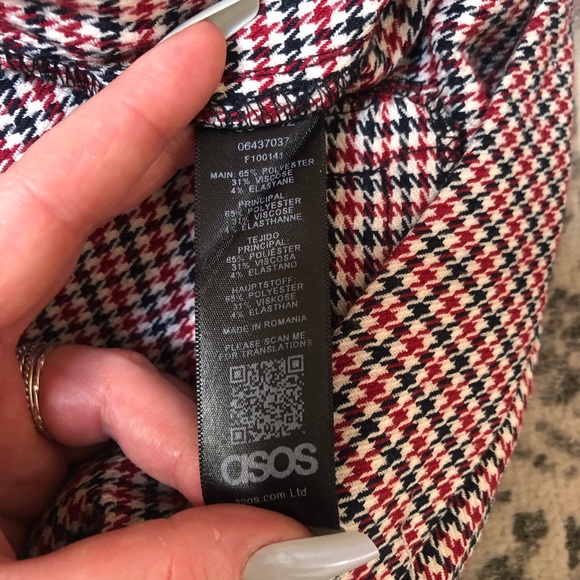 06437037
F100141
MAIN: 65% POLYESTER
31% VISCOSE
4% ELASTANE
PRINCIPAL:
65% POLYESTER
31% VISCOSE
4% ELASTHANNE
TEJIDO
PRINCIPAL:
65% POLIÉSTER
31% VISCOSA
4% ELASTANO
HAUPTSTOFF:
65% POLYESTER
31% VISKOSE
4% ELASTHAN
MADE IN ROMANIA
PLEASE SCAN ME
FOR TRANSLATIONS
asos
asos.com Ltd